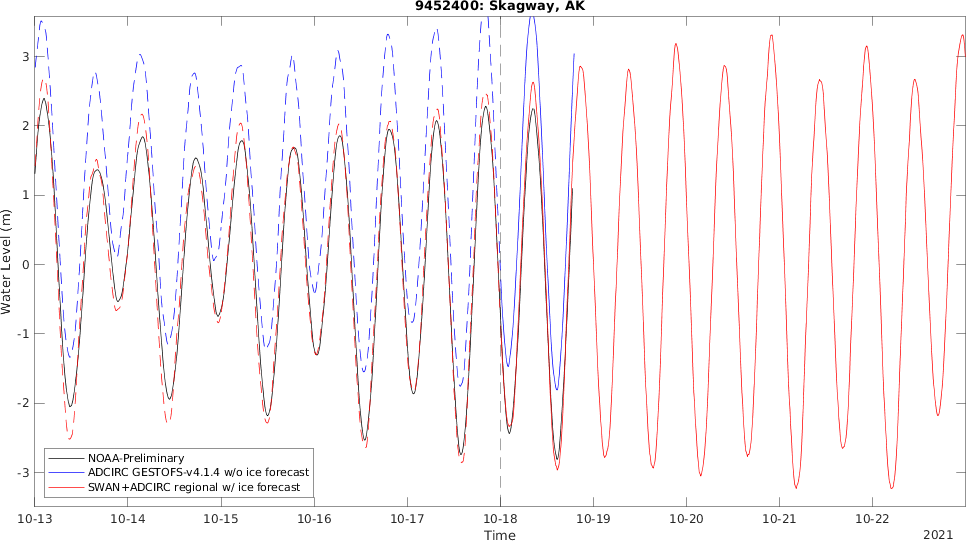 9452400: Skagway, AK
Water Level (m)
3
2
1
0
-1
-2
-3
NOAA-Preliminary
ADCIRC GESTOFS-v4.1.4 w/o ice forecast
SWAN+ADCIRC regional w/ ice forecast
10-13 10-14 10-15 10-16 10-17 10-18 10-19 10-20 10-21 10-22
Time
2021